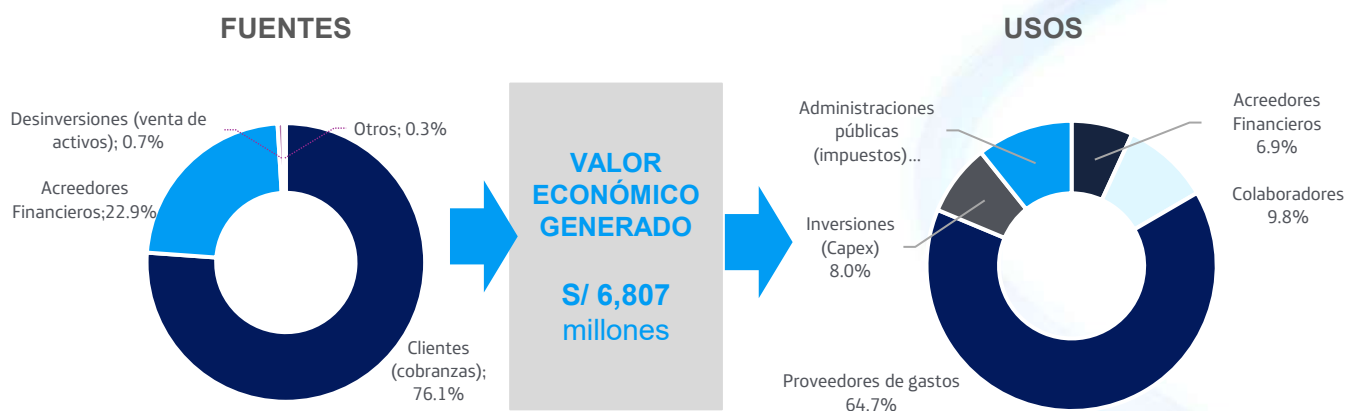 FUENTES
Desinversiones (venta de
activos); 0.7%
Otros; 0.3%
Acreedores
Financieros;22.9%
Clientes
(cobranzas);
76.1%
VALOR
ECONÓMICO
GENERADO
S/ 6,807
millones
USOS
Administraciones
públicas
(impuestos)...
Acreedores
Financieros
6.9%
Colaboradores
9.8%
Inversiones
(Capex)
8.0%
Proveedores de gastos
64.7%